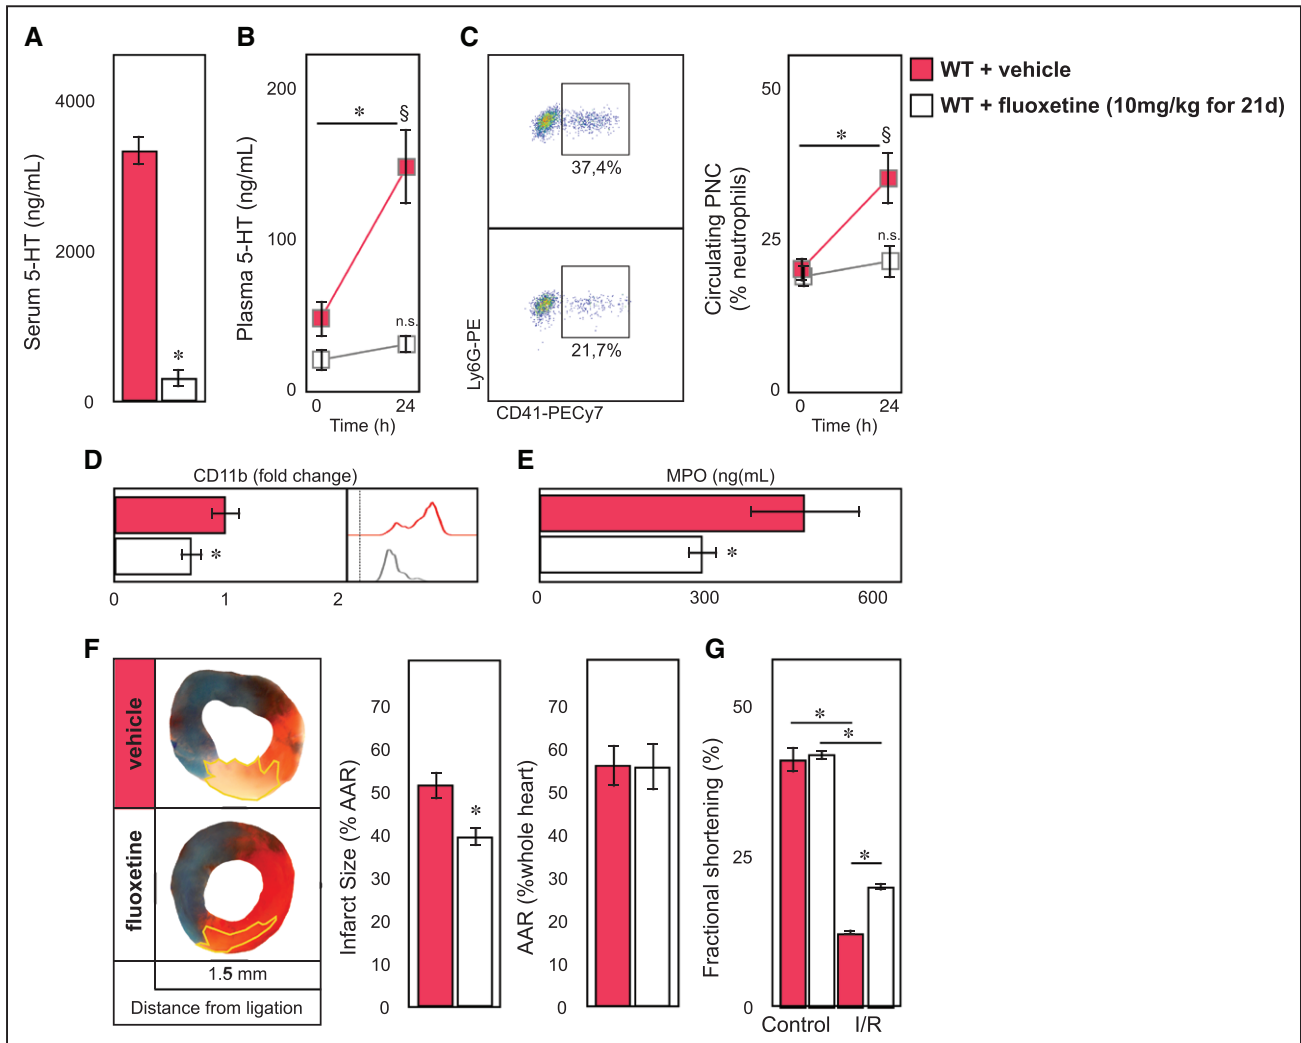 A
Serum 5-HT (ng/mL)
4000
2000
0
*
B
Plasma 5-HT (ng/mL)
200
100
0
*
§
n.s.
0 24
Time (h)
C
37,4%
21,7%
Ly6G-PE
CD41-PECy7
Circulating PNC
(% neutrophils)
50
25
0
*
§
n.s.
0 24
Time (h)
WT + vehicle
WT + fluoxetine (10mg/kg for 21d)
D
CD11b (fold change)
*
0 1 2
E
MPO (ng(mL)
*
0 300 600
F
vehicle
fluoxetine
1.5 mm
Distance from ligation
Infarct Size (% AAR)
70
60
50
40
30
20
10
0
*
AAR (%whole heart)
70
60
50
40
30
20
10
0
G
Fractional shortening (%)
50
25
0
*
*
*
Control I/R